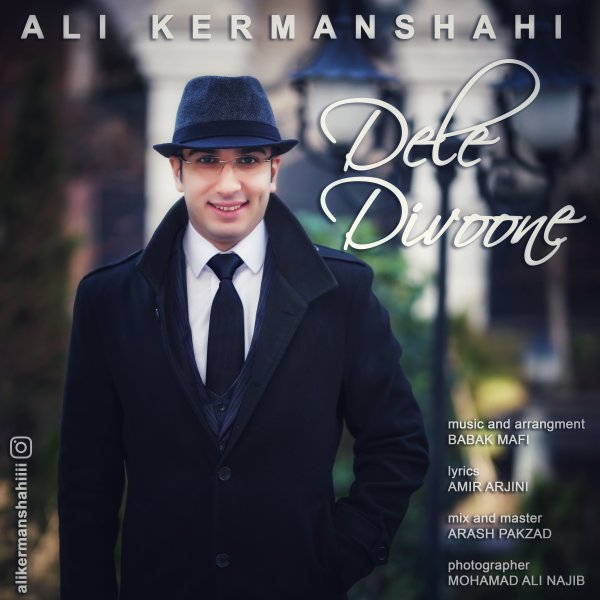 ALI KERMANSHAHI
Dele
Divoone
music and arrangment
BABAK MAFI
lyrics
AMIR ARJINI
mix and master
ARASH PAKZAD
photographer
MOHAMAD ALI NAJIB
alikermanshahiiii